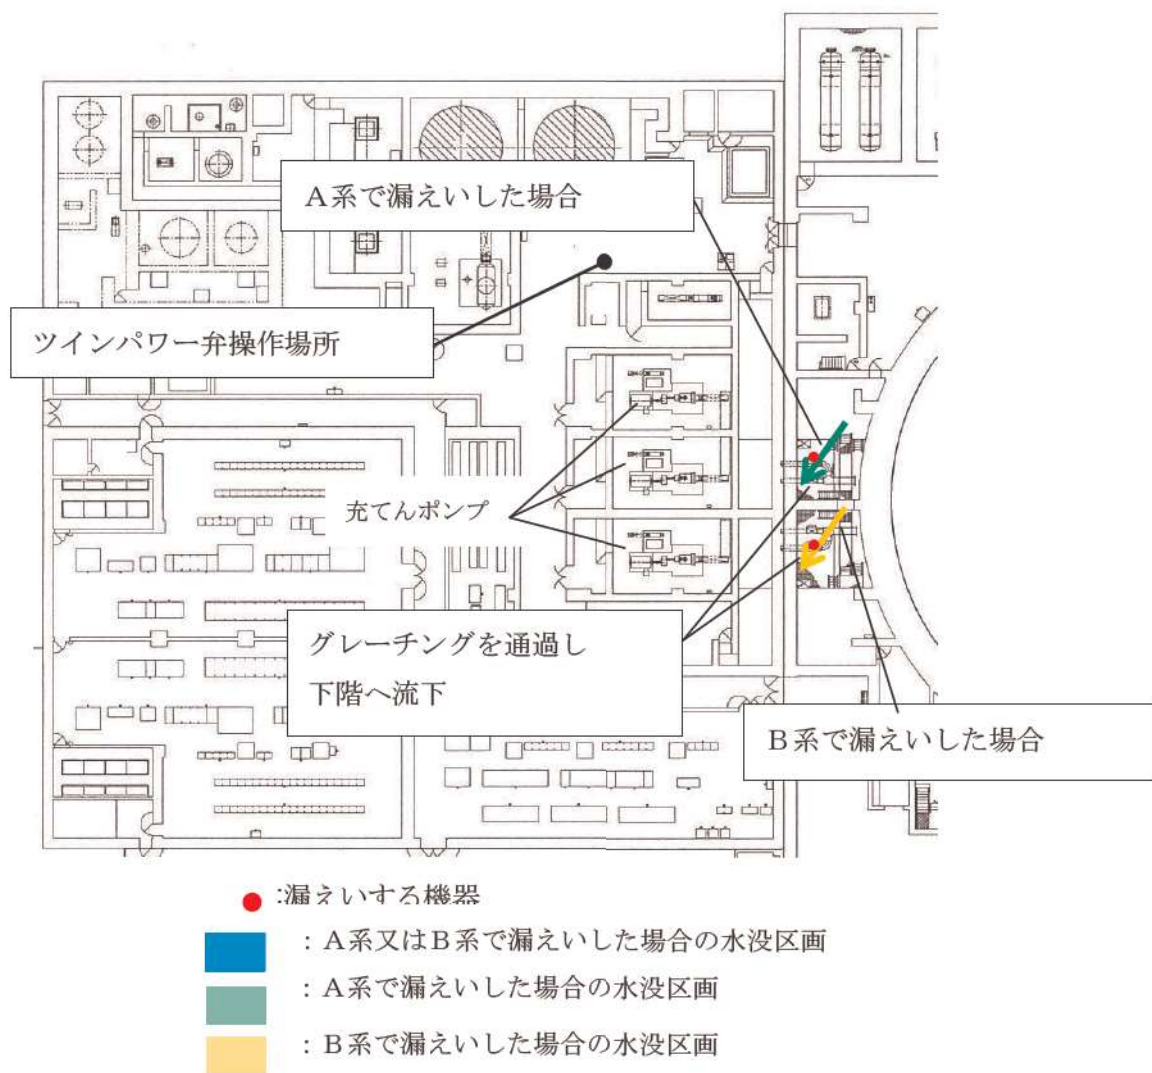 A系で漏えいした場合
ツインパワー弁操作場所
充てんポンプ
グレーチングを通過し
下階へ流下
B系で漏えいした場合
:漏えいする機器
：A系又はB系で漏えいした場合の水没区画
：A系で漏えいした場合の水没区画
：B系で漏えいした場合の水没区画